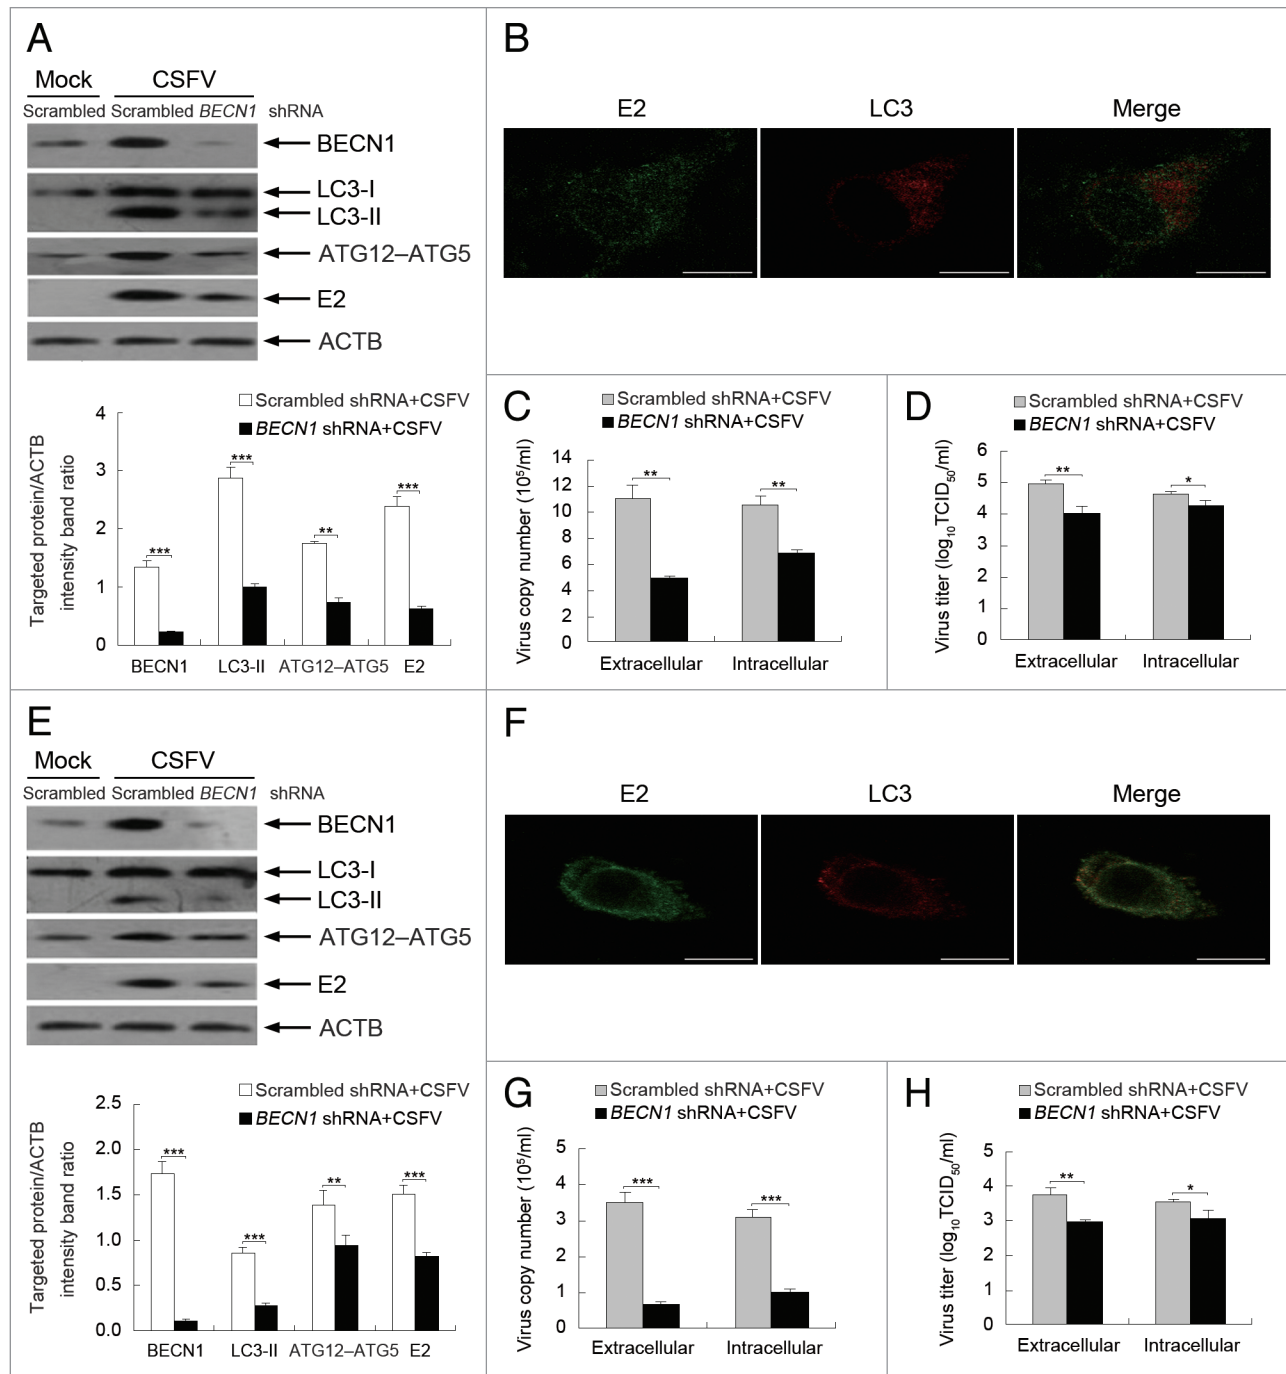 A
Mock CSFV
Scrambled Scrambled BECN1 shRNA
BECN1
LC3-I
LC3-II
ATG12–ATG5
E2
ACTB
Scrambled shRNA+CSFV
BECN1 shRNA+CSFV
Targeted protein/ACTB
intensity band ratio
4
3
2
1
0
***
***
**
***
BECN1 LC3-II ATG12–ATG5 E2
B
E2 LC3 Merge
C
Scrambled shRNA+CSFV
BECN1 shRNA+CSFV
Virus copy number (10⁵/ml)
14
12
10
8
6
4
2
0
**
**
Extracellular Intracellular
D
Scrambled shRNA+CSFV
BECN1 shRNA+CSFV
Virus titer (log₁₀TCID₅₀/ml)
6
5
4
3
2
1
0
**
*
Extracellular Intracellular
E
Mock CSFV
Scrambled Scrambled BECN1 shRNA
BECN1
LC3-I
LC3-II
ATG12–ATG5
E2
ACTB
Scrambled shRNA+CSFV
BECN1 shRNA+CSFV
Targeted protein/ACTB
intensity band ratio
2.5
2.0
1.5
1.0
0.5
0.0
***
***
**
***
BECN1 LC3-II ATG12–ATG5 E2
F
E2 LC3 Merge
G
Scrambled shRNA+CSFV
BECN1 shRNA+CSFV
Virus copy number (10⁵/ml)
5
4
3
2
1
0
***
***
Extracellular Intracellular
H
Scrambled shRNA+CSFV
BECN1 shRNA+CSFV
Virus titer (log₁₀TCID₅₀/ml)
5
4
3
2
1
0
**
*
Extracellular Intracellular